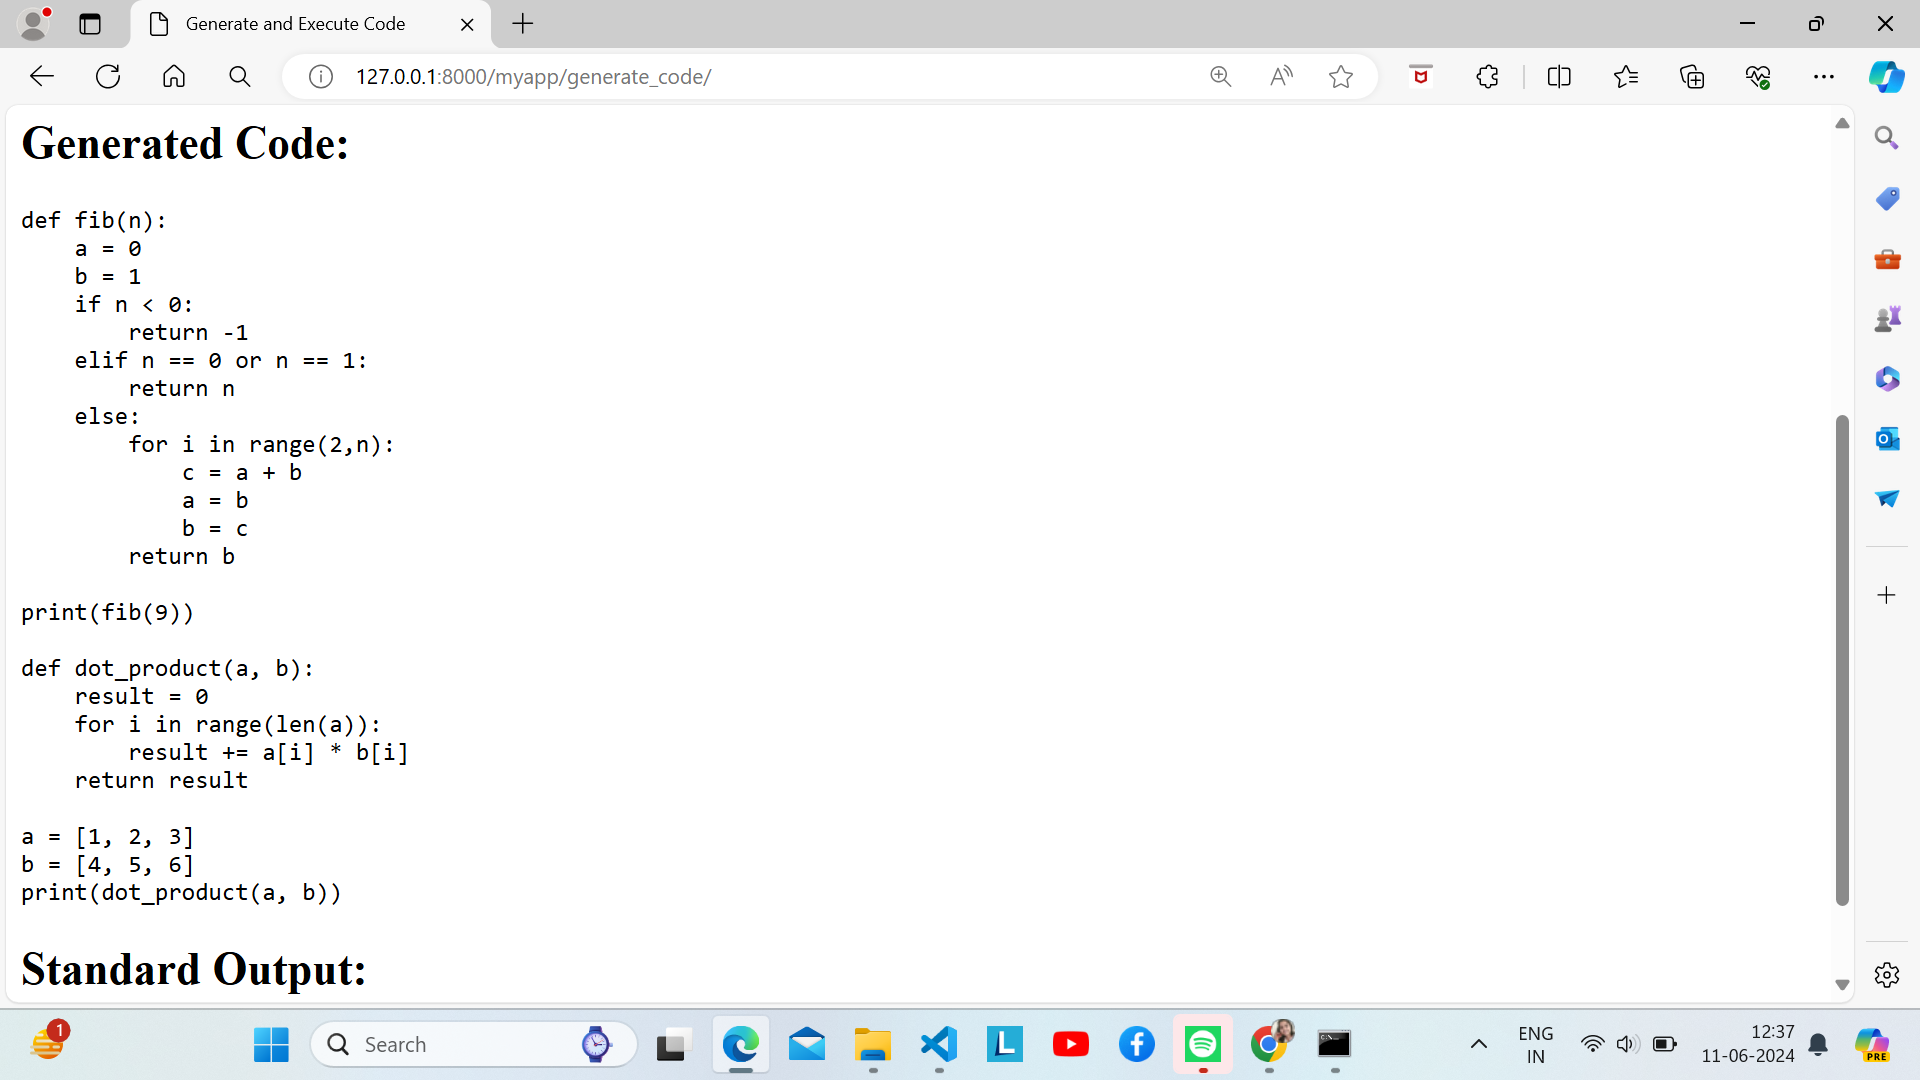 Generate and Execute Code
127.0.0.1:8000/myapp/generate_code/
Generated Code:
def fib(n):
    a = 0
    b = 1
    if n < 0:
        return -1
    elif n == 0 or n == 1:
        return n
    else:
        for i in range(2,n):
            c = a + b
            a = b
            b = c
        return b
print(fib(9))
def dot_product(a, b):
    result = 0
    for i in range(len(a)):
        result += a[i] * b[i]
    return result
a = [1, 2, 3]
b = [4, 5, 6]
print(dot_product(a, b))
Standard Output:
1
Search
ENG
IN
12:37
11-06-2024
PRE